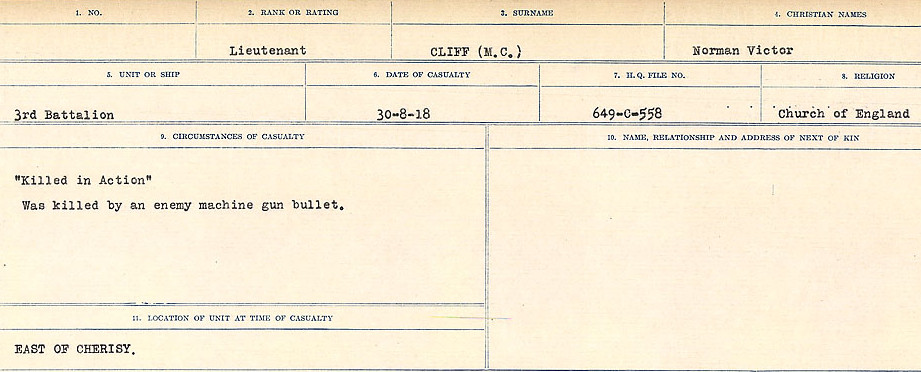 1. NO.
2. RANK OR RATING
3. SURNAME
4. CHRISTIAN NAMES
Lieutenant
CLIFF (M.C.)
Norman Victor
5. UNIT OR SHIP
6. DATE OF CASUALTY
7. H.Q. FILE NO.
8. RELIGION
3rd Battalion
30-8-18
649-C-558
Church of England
9. CIRCUMSTANCES OF CASUALTY
10. NAME, RELATIONSHIP AND ADDRESS OF NEXT OF KIN
"Killed in Action"
Was killed by an enemy machine gun bullet.
11. LOCATION OF UNIT AT TIME OF CASUALTY
EAST OF CHERISY.